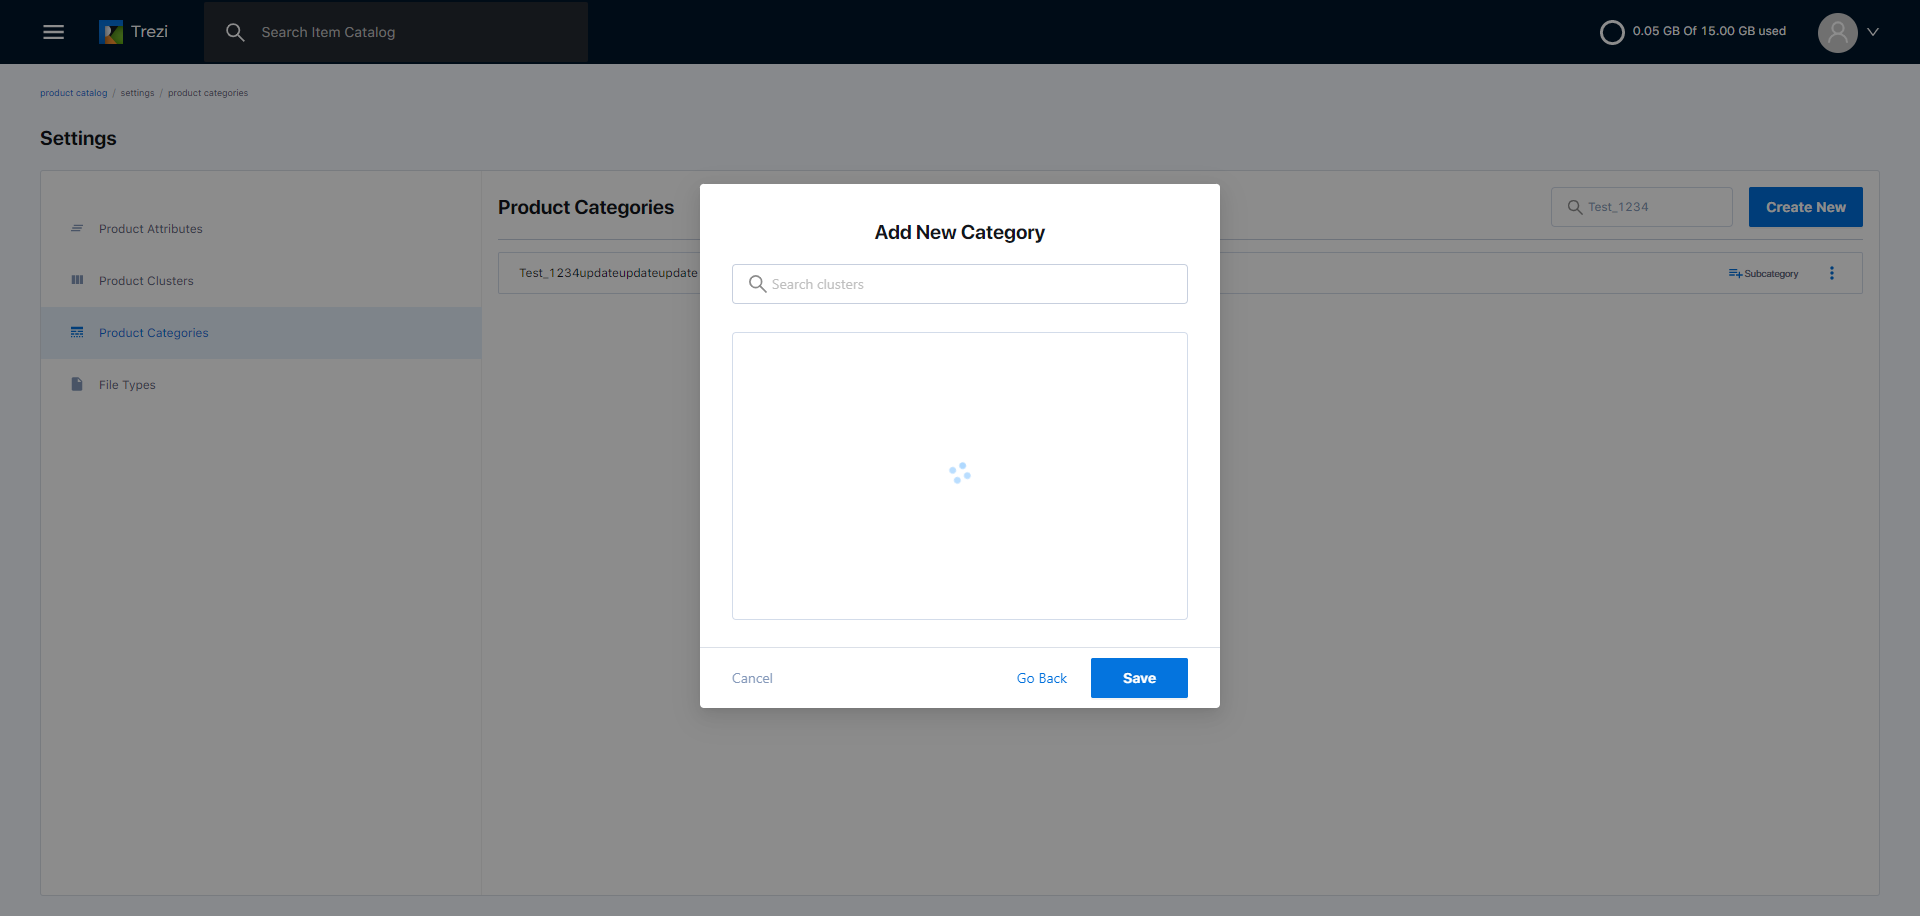 Trezi
Search Item Catalog
0.05 GB Of 15.00 GB used
product catalog / settings / product categories
Settings
Product Attributes
Product Clusters
Product Categories
File Types
Product Categories
Test_1234
Create New
Test_1234updateupdateupdate
Subcategory
Add New Category
Search clusters
Cancel
Go Back
Save